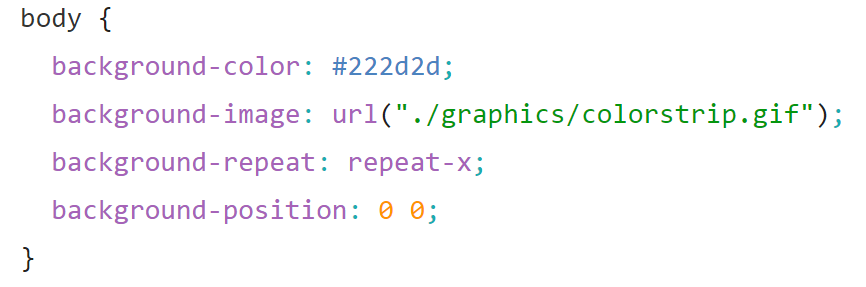 body {
  background-color: #222d2d;
  background-image: url("./graphics/colorstrip.gif");
  background-repeat: repeat-x;
  background-position: 0 0;
}